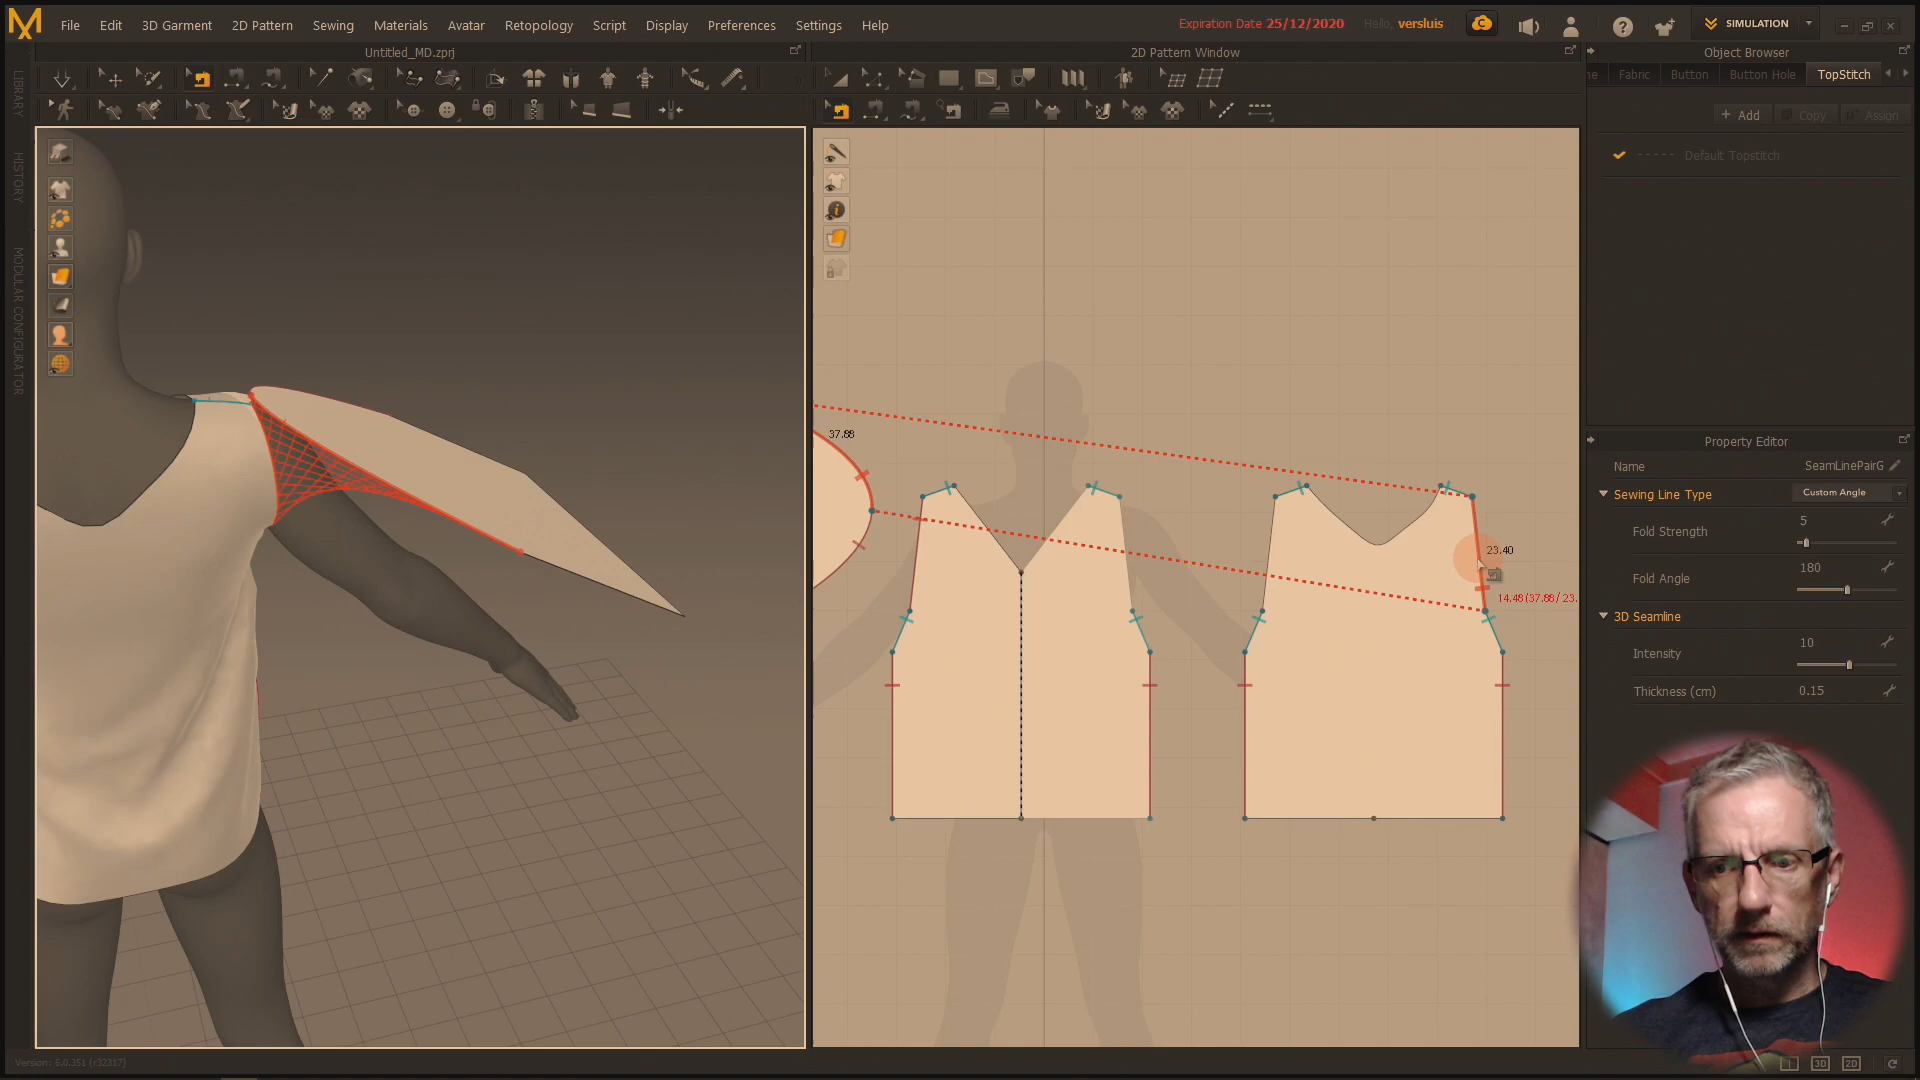 File Edit 3D Garment 2D Pattern Sewing Materials Avatar Retopology Script Display Preferences Settings Help
Expiration Date 25/12/2020 Hello, versluis
SIMULATION
Untitled_MD.zprj
2D Pattern Window
Object Browser
Fabric Button Button Hole TopStitch
+ Add Copy Assign
Default Topstitch
LIBRARY
HISTORY
MODULAR CONFIGURATOR
37.88
23.40
14.48(37.88/23.
Property Editor
Name SeamLinePairG
Sewing Line Type Custom Angle
Fold Strength 5
Fold Angle 180
3D Seamline
Intensity 10
Thickness (cm) 0.15
Version: 6.0.351 (r32317)
3D 2D